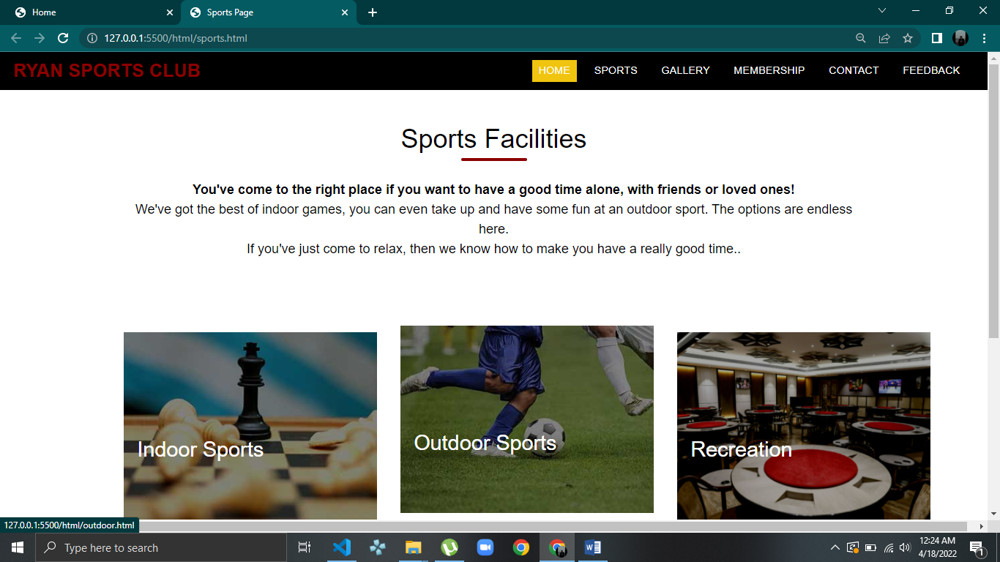 Home
Sports Page
127.0.0.1:5500/html/sports.html
RYAN SPORTS CLUB
HOME SPORTS GALLERY MEMBERSHIP CONTACT FEEDBACK
Sports Facilities
You've come to the right place if you want to have a good time alone, with friends or loved ones!
We've got the best of indoor games, you can even take up and have some fun at an outdoor sport. The options are endless
here.
If you've just come to relax, then we know how to make you have a really good time..
Indoor Sports
Outdoor Sports
Recreation
127.0.0.1:5500/html/outdoor.html
Type here to search
12:24 AM
4/18/2022
1